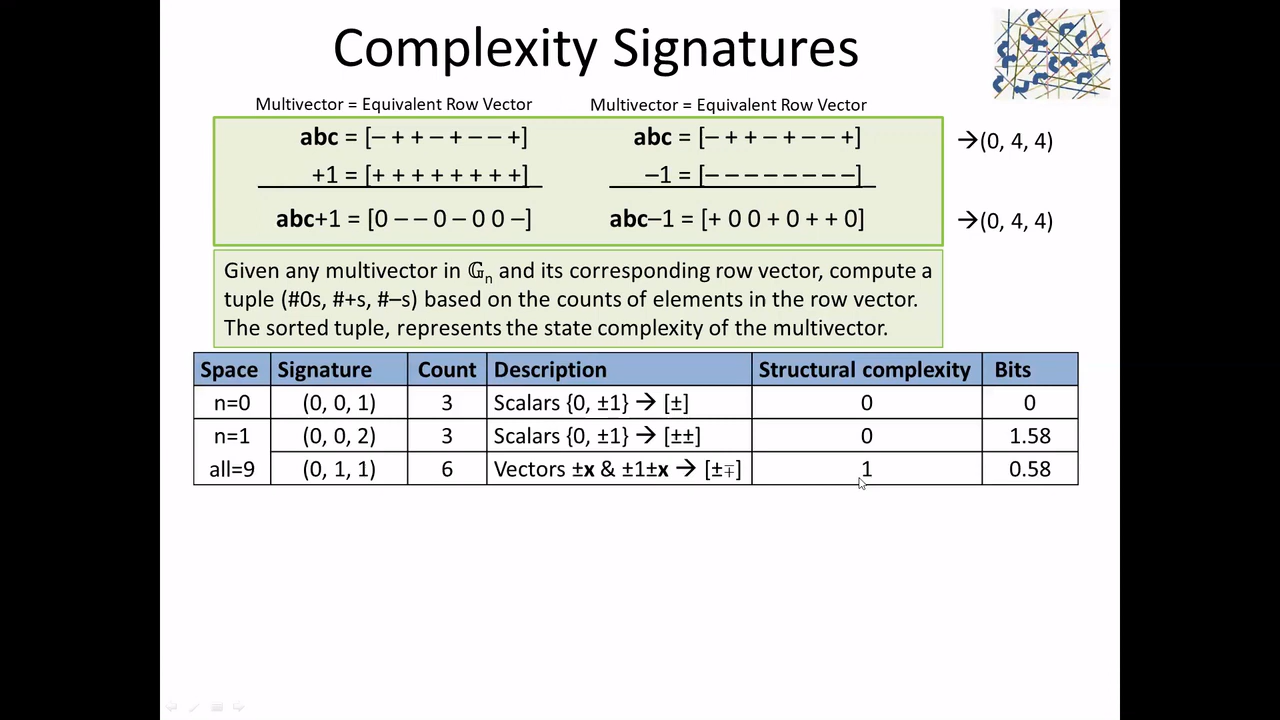 Complexity Signatures
Multivector = Equivalent Row Vector
Multivector = Equivalent Row Vector
abc = [– + + – + – – +]
abc = [– + + – + – – +]
→(0, 4, 4)
+1 = [+ + + + + + + +]
–1 = [– – – – – – – –]
abc+1 = [0 – – 0 – 0 0 –]
abc–1 = [+ 0 0 + 0 + + 0]
→(0, 4, 4)
Given any multivector in 𝔾n and its corresponding row vector, compute a
tuple (#0s, #+s, #–s) based on the counts of elements in the row vector.
The sorted tuple, represents the state complexity of the multivector.
Space Signature Count Description Structural complexity Bits
n=0 (0, 0, 1) 3 Scalars {0, ±1} → [±] 0 0
n=1 (0, 0, 2) 3 Scalars {0, ±1} → [±±] 0 1.58
all=9 (0, 1, 1) 6 Vectors ±x & ±1±x → [±∓] 1 0.58